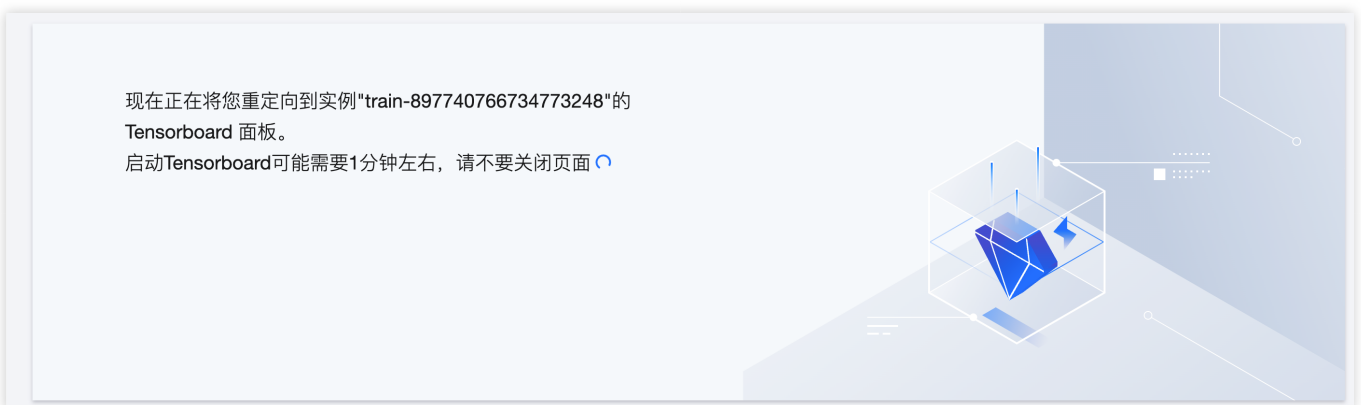 现在正在将您重定向到实例"train-897740766734773248"的
Tensorboard 面板。
启动Tensorboard可能需要1分钟左右，请不要关闭页面